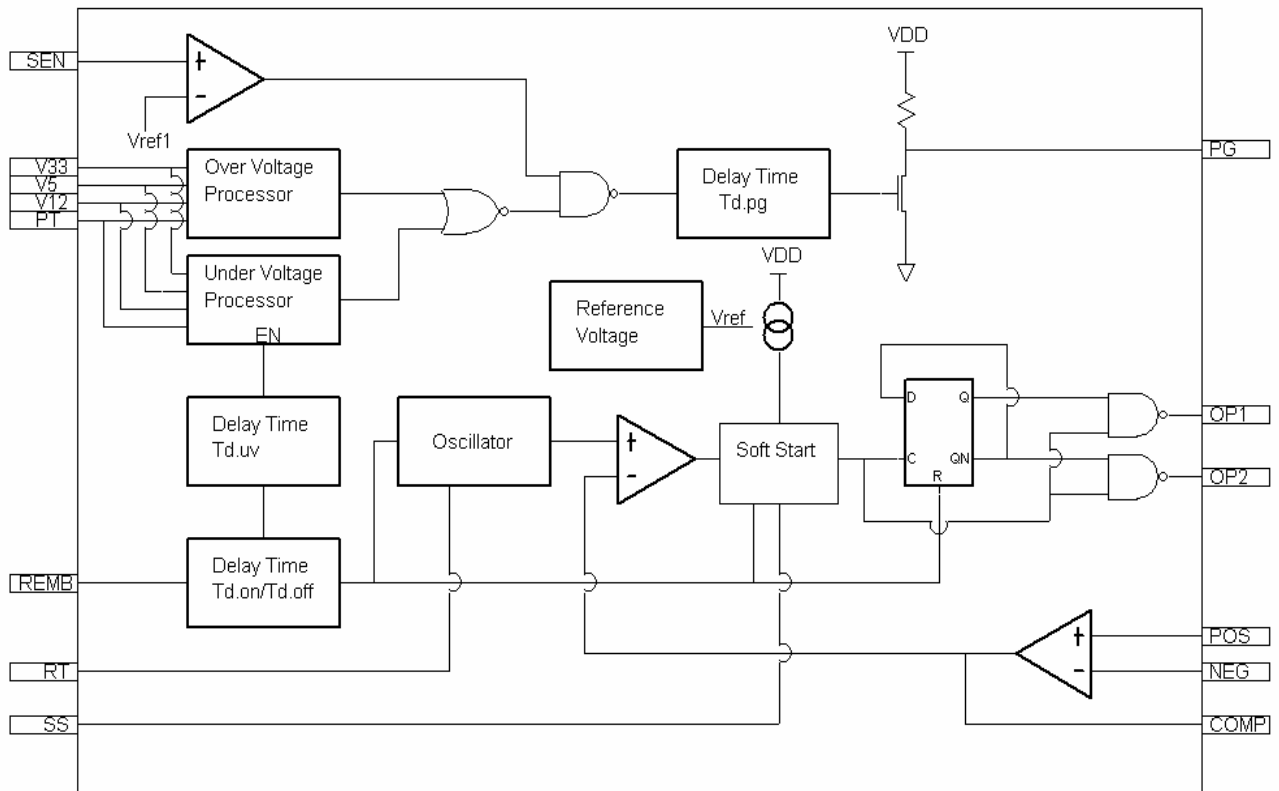 VDD
SEN
+
-
Vref1
V33
V5
V12
PT
Over Voltage
Processor
Delay Time
Td.pg
PG
Under Voltage
Processor
EN
VDD
Reference
Voltage
Vref
Delay Time
Td.uv
Oscillator
+
-
Soft Start
D
Q
C
QN
R
OP1
OP2
REMB
Delay Time
Td.on/Td.off
RT
SS
+
-
POS
NEG
COMP